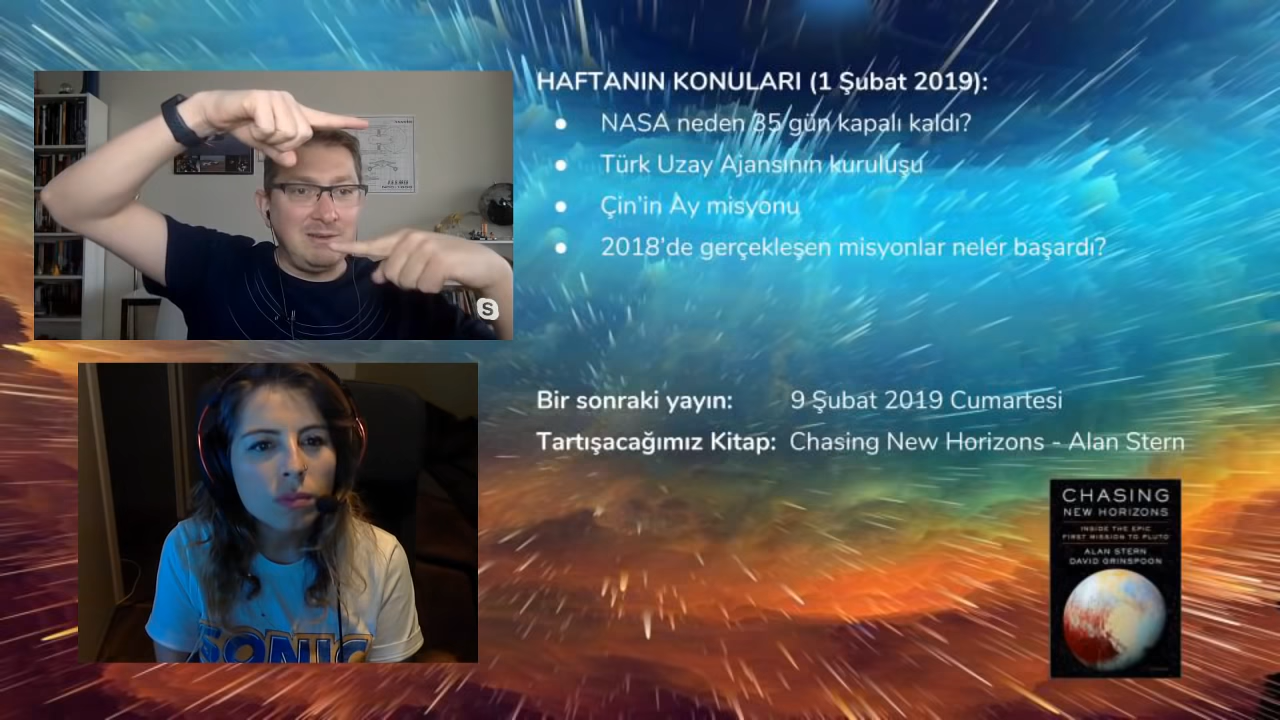 HAFTANIN KONULARI (1 Şubat 2019):
● NASA neden 35 gün kapalı kaldı?
● Türk Uzay Ajansının kuruluşu
● Çin'in Ay misyonu
● 2018'de gerçekleşen misyonlar neler başardı?
Bir sonraki yayın: 9 Şubat 2019 Cumartesi
Tartışacağımız Kitap: Chasing New Horizons - Alan Stern
CHASING
NEW HORIZONS
INSIDE THE EPIC
FIRST MISSION TO PLUTO
ALAN STERN
DAVID GRINSPOON
S
SONIC